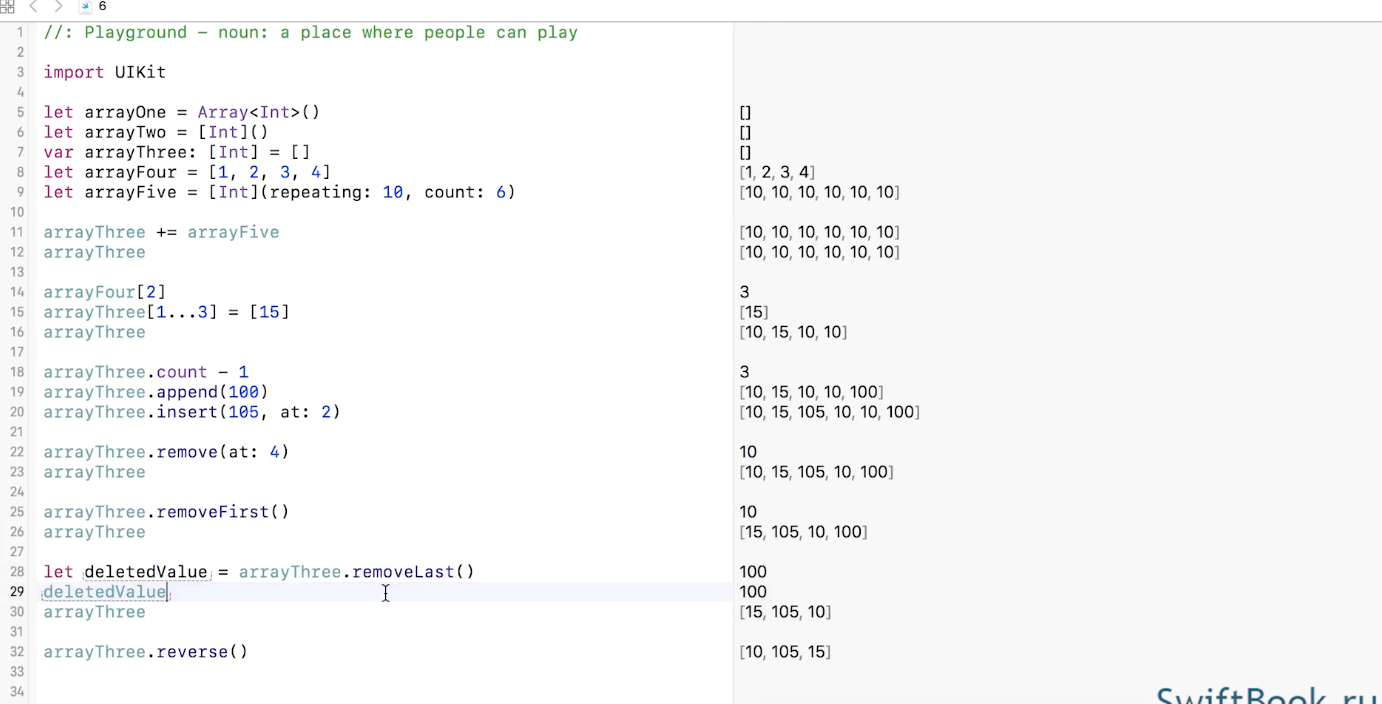 6
1 //: Playground – noun: a place where people can play
2
3 import UIKit
4
5 let arrayOne = Array<Int>() []
6 let arrayTwo = [Int]() []
7 var arrayThree: [Int] = [] []
8 let arrayFour = [1, 2, 3, 4] [1, 2, 3, 4]
9 let arrayFive = [Int](repeating: 10, count: 6) [10, 10, 10, 10, 10, 10]
10
11 arrayThree += arrayFive [10, 10, 10, 10, 10, 10]
12 arrayThree [10, 10, 10, 10, 10, 10]
13
14 arrayFour[2] 3
15 arrayThree[1...3] = [15] [15]
16 arrayThree [10, 15, 10, 10]
17
18 arrayThree.count – 1 3
19 arrayThree.append(100) [10, 15, 10, 10, 100]
20 arrayThree.insert(105, at: 2) [10, 15, 105, 10, 10, 100]
21
22 arrayThree.remove(at: 4) 10
23 arrayThree [10, 15, 105, 10, 100]
24
25 arrayThree.removeFirst() 10
26 arrayThree [15, 105, 10, 100]
27
28 let deletedValue = arrayThree.removeLast() 100
29 deletedValue 100
30 arrayThree [15, 105, 10]
31
32 arrayThree.reverse() [10, 105, 15]
33
34
SwiftBook.ru